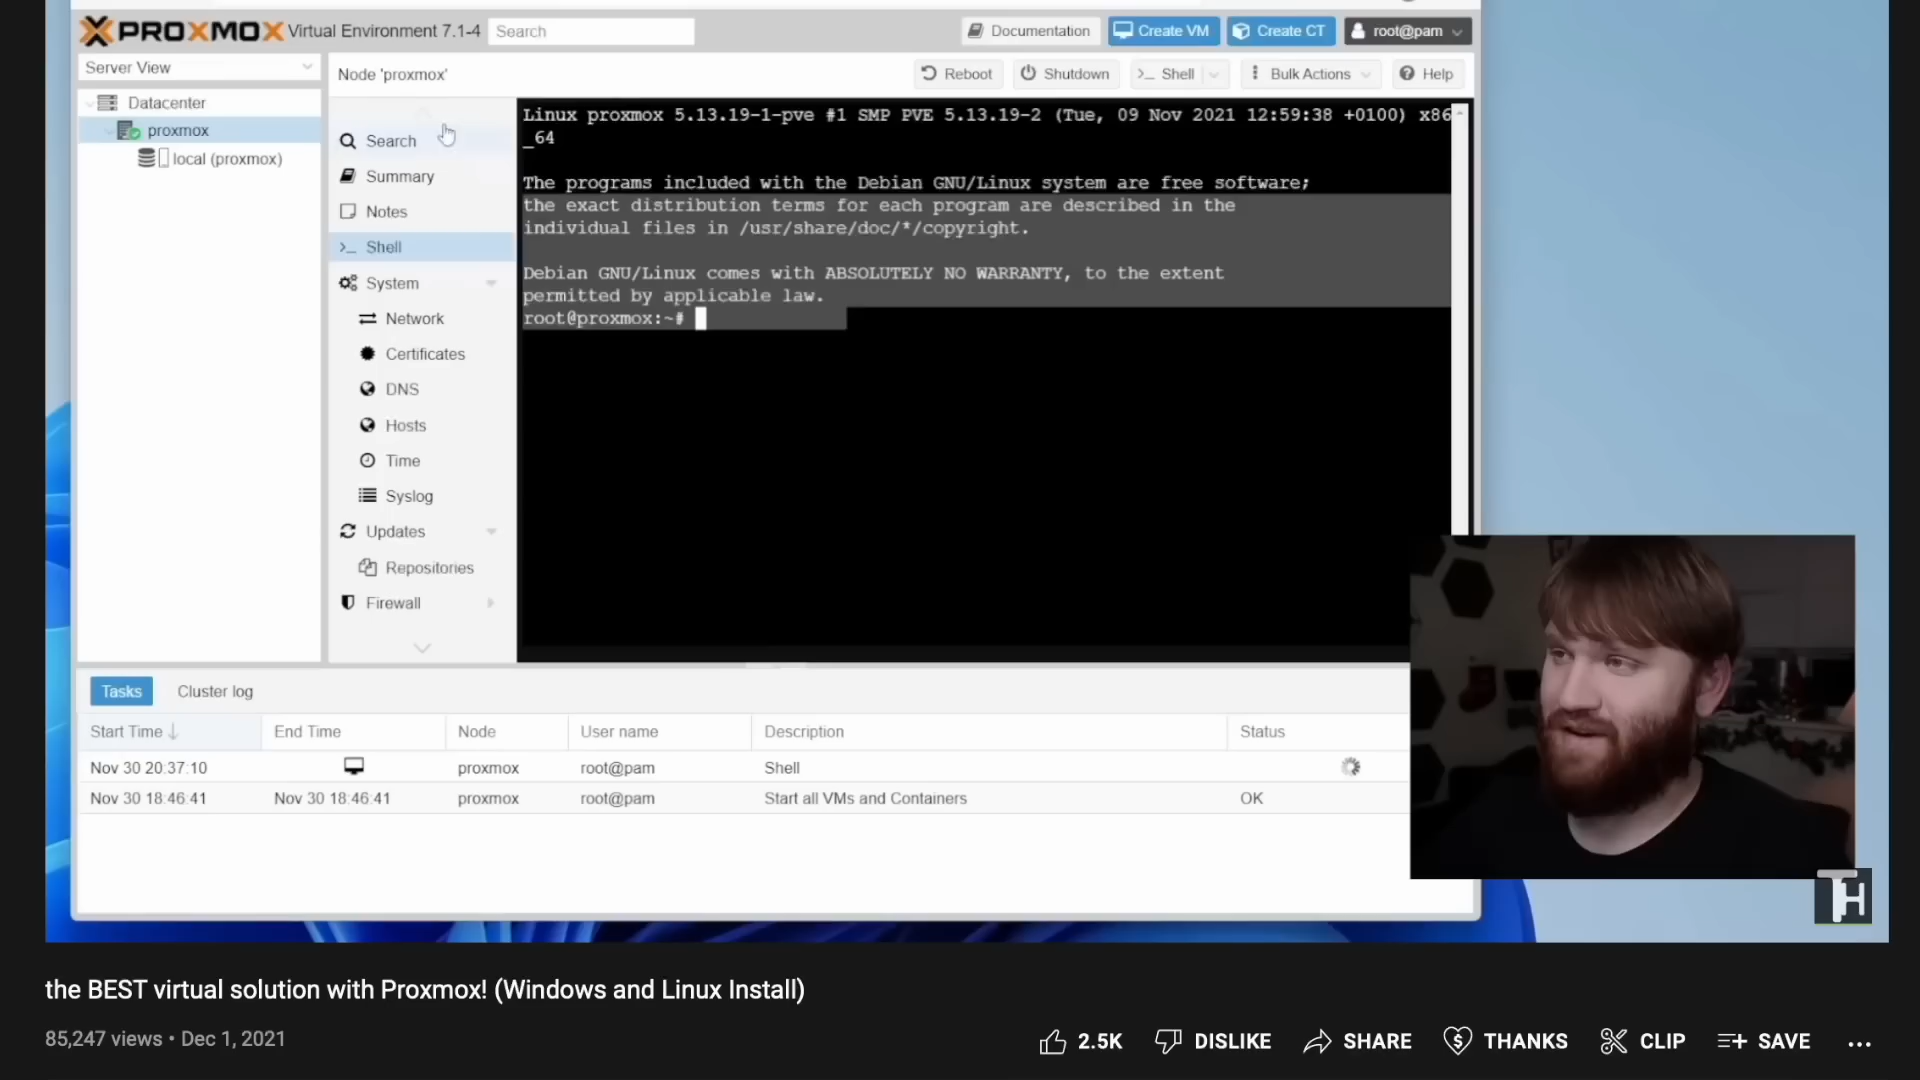 PROXMOX Virtual Environment 7.1-4 Search
Documentation Create VM Create CT root@pam
Server View
Node 'proxmox'
Reboot Shutdown >_ Shell Bulk Actions Help
Datacenter
proxmox
local (proxmox)
Search
Summary
Notes
>_ Shell
System
Network
Certificates
DNS
Hosts
Time
Syslog
Updates
Repositories
Firewall
Linux proxmox 5.13.19-1-pve #1 SMP PVE 5.13.19-2 (Tue, 09 Nov 2021 12:59:38 +0100) x86
_64
The programs included with the Debian GNU/Linux system are free software;
the exact distribution terms for each program are described in the
individual files in /usr/share/doc/*/copyright.
Debian GNU/Linux comes with ABSOLUTELY NO WARRANTY, to the extent
permitted by applicable law.
root@proxmox:~#
Tasks Cluster log
Start Time End Time Node User name Description Status
Nov 30 20:37:10 proxmox root@pam Shell
Nov 30 18:46:41 Nov 30 18:46:41 proxmox root@pam Start all VMs and Containers OK
TH
the BEST virtual solution with Proxmox! (Windows and Linux Install)
85,247 views • Dec 1, 2021
2.5K DISLIKE SHARE THANKS CLIP SAVE ...